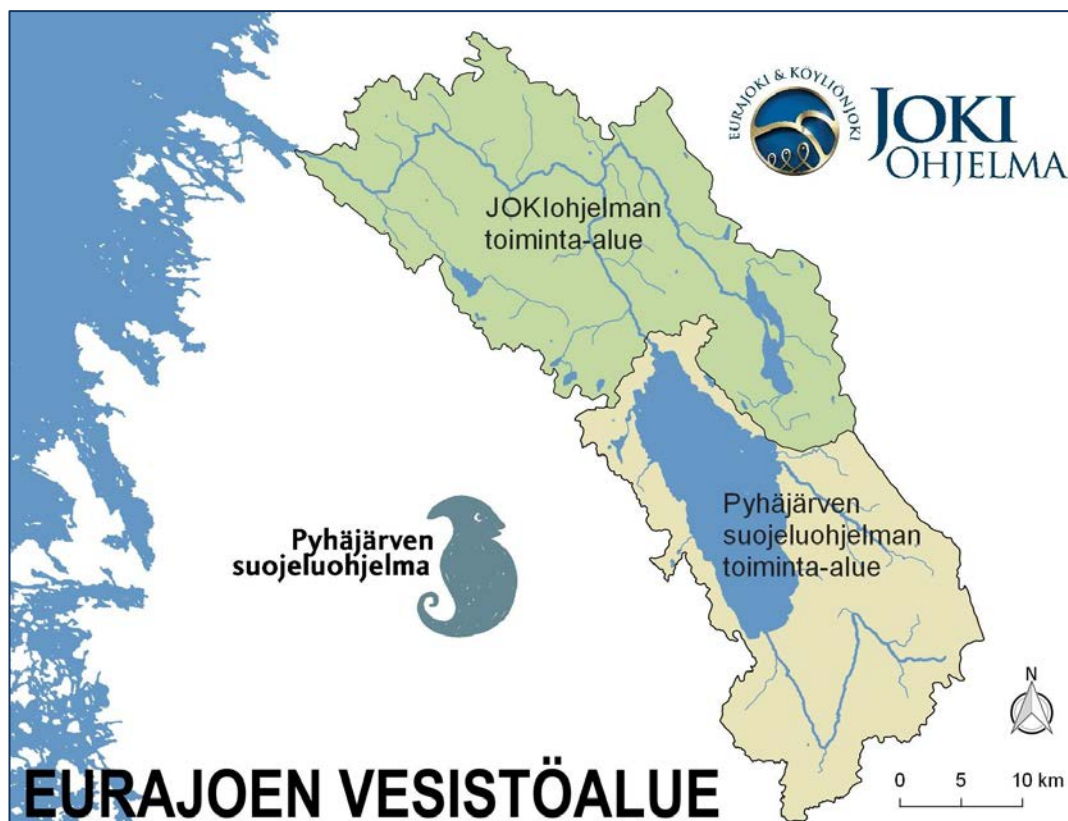 EURAJOKI & KÖYLIÖNJOKI
JOKI
OHJELMA
JOKIohjelman
toiminta-alue
Pyhäjärven
suojeluohjelma
Pyhäjärven
suojeluohjelman
toiminta-alue
N
EURAJOEN VESISTÖALUE
0 5 10 km